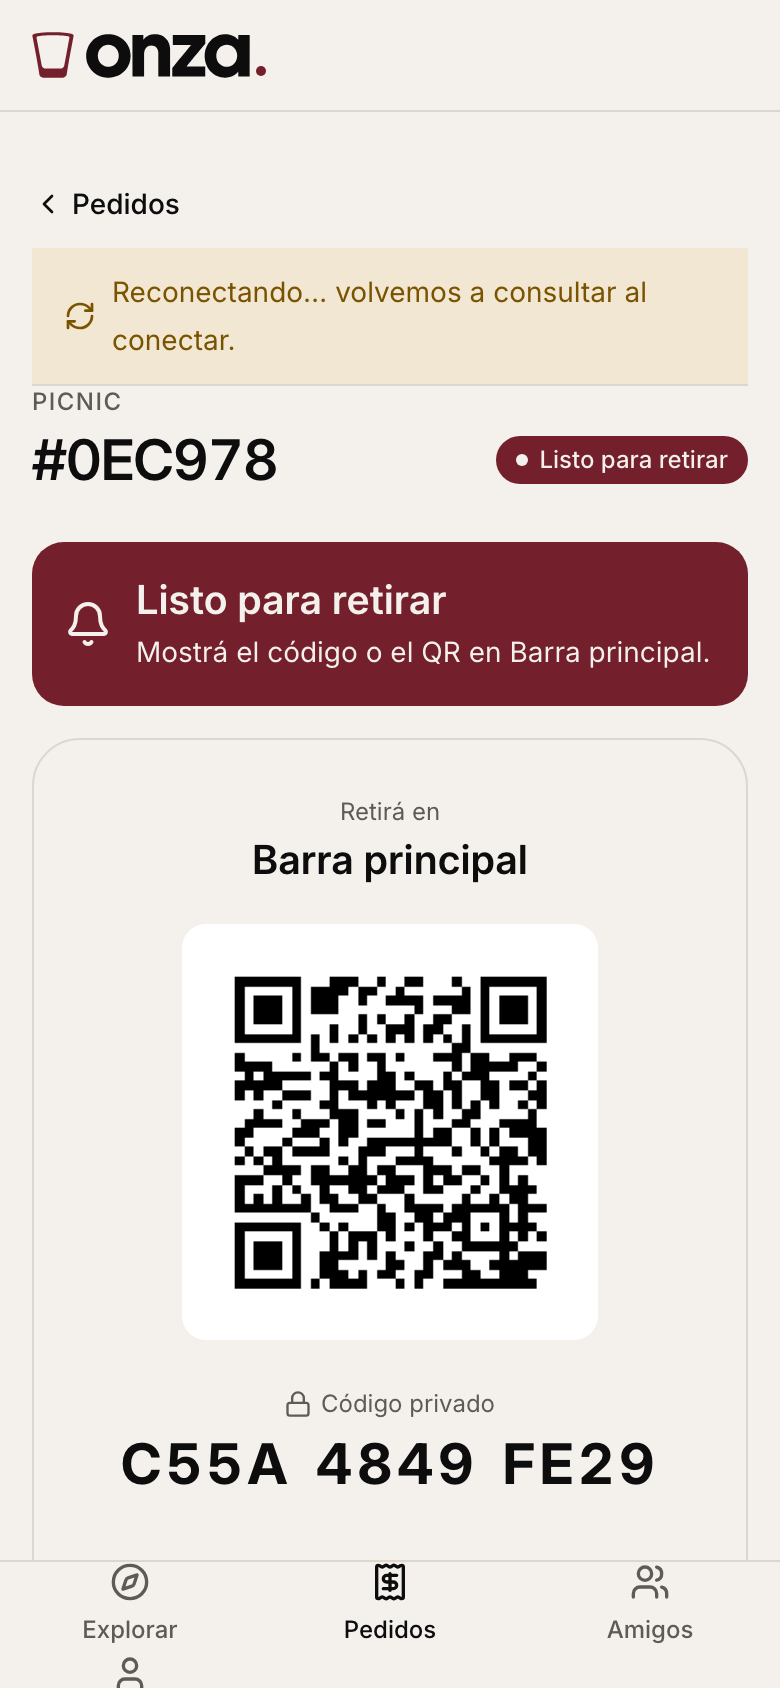 onza.
Pedidos
Reconectando... volvemos a consultar al
conectar.
PICNIC
#0EC978
Listo para retirar
Listo para retirar
Mostrá el código o el QR en Barra principal.
Retirá en
Barra principal
Código privado
C55A 4849 FE29
Explorar
Pedidos
Amigos